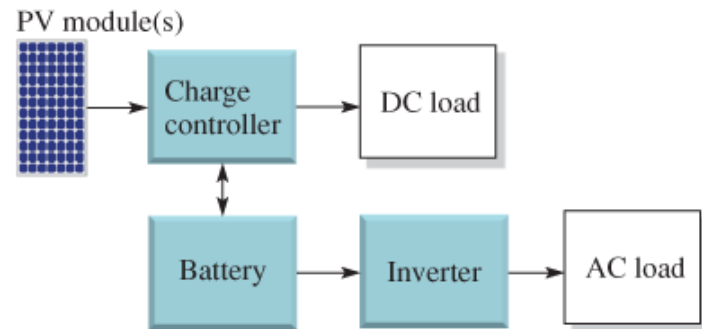 PV module(s)
Charge
controller
DC load
Battery
Inverter
AC load